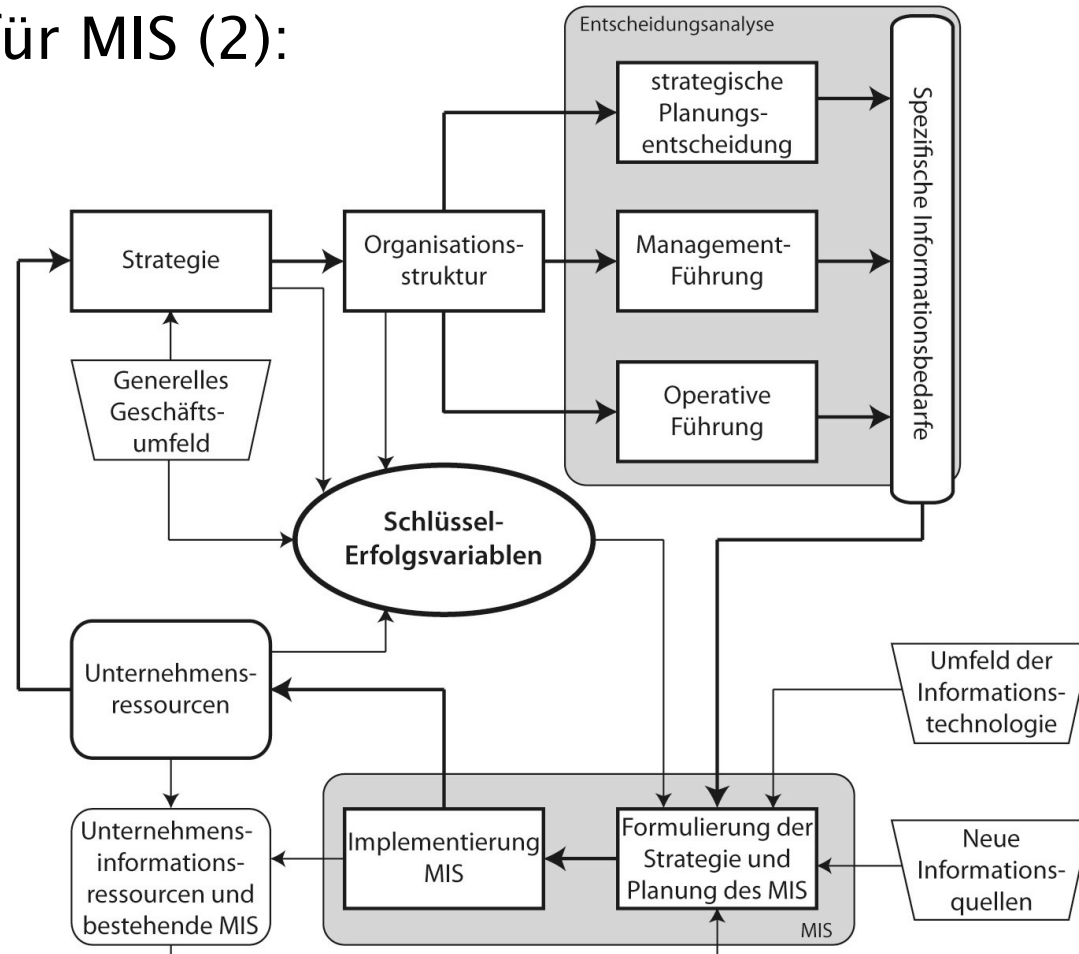 für MIS (2):
Entscheidungsanalyse
strategische
Planungs-
entscheidung
Spezifische Informationsbedarfe
Strategie
Organisations-
struktur
Management-
Führung
Generelles
Geschäfts-
umfeld
Operative
Führung
Schlüssel-
Erfolgsvariablen
Unternehmens-
ressourcen
Umfeld der
Informations-
technologie
Unternehmens-
informations-
ressourcen und
bestehende MIS
Implementierung
MIS
Formulierung der
Strategie und
Planung des MIS
Neue
Informations-
quellen
MIS